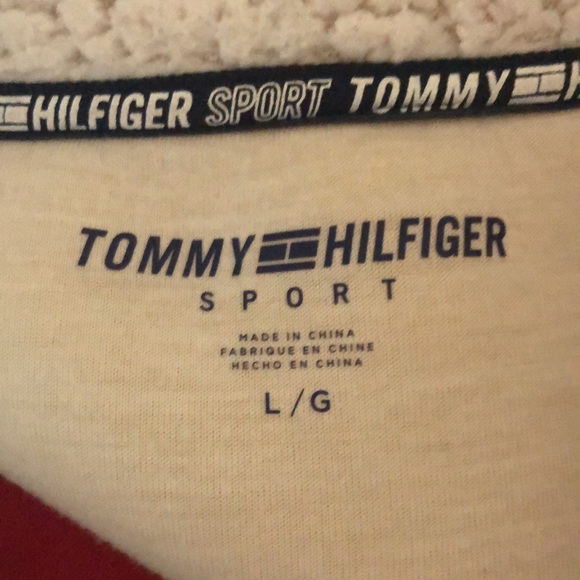 HILFIGER SPORT TOMMY H
TOMMY HILFIGER
SPORT
MADE IN CHINA
FABRIQUE EN CHINE
HECHO EN CHINA
L/G